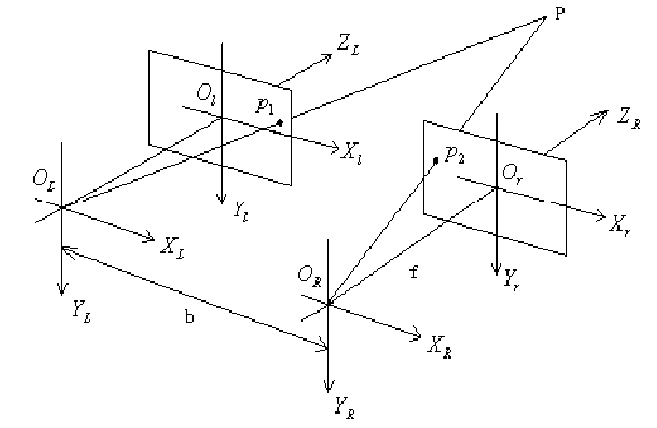 P
Z_L
O_l
p_1
Z_R
X_l
p_2
O_r
O_L
Y_l
X_r
X_L
O_R
f
Y_r
Y_L
b
X_R
Y_R